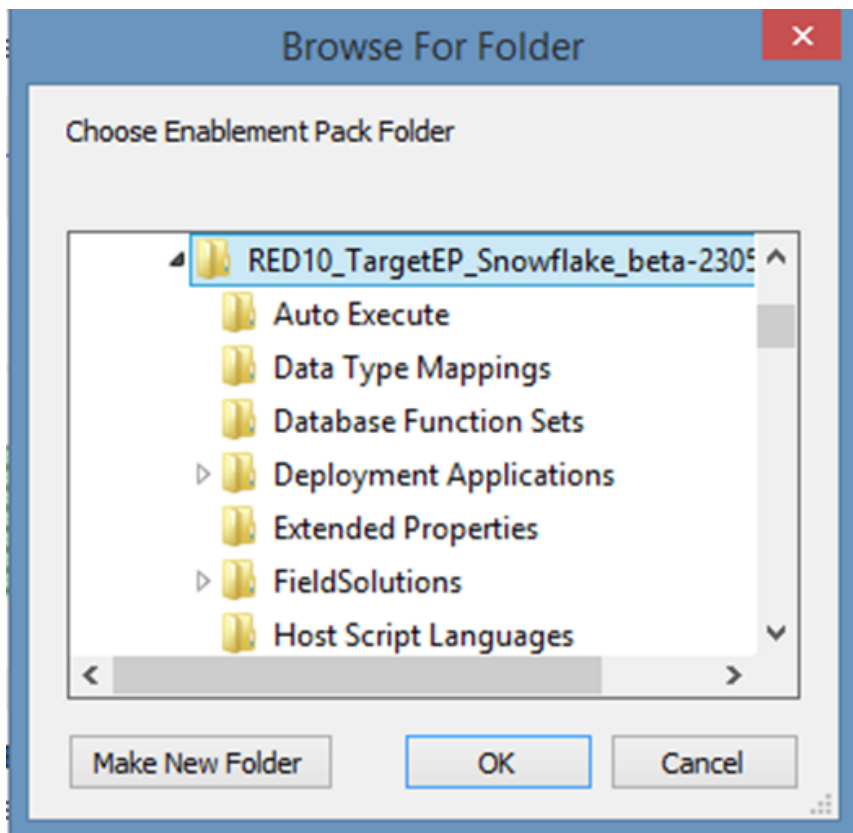 Browse For Folder
Choose Enablement Pack Folder
RED10_TargetEP_Snowflake_beta-2305
Auto Execute
Data Type Mappings
Database Function Sets
Deployment Applications
Extended Properties
FieldSolutions
Host Script Languages
Make New Folder OK Cancel